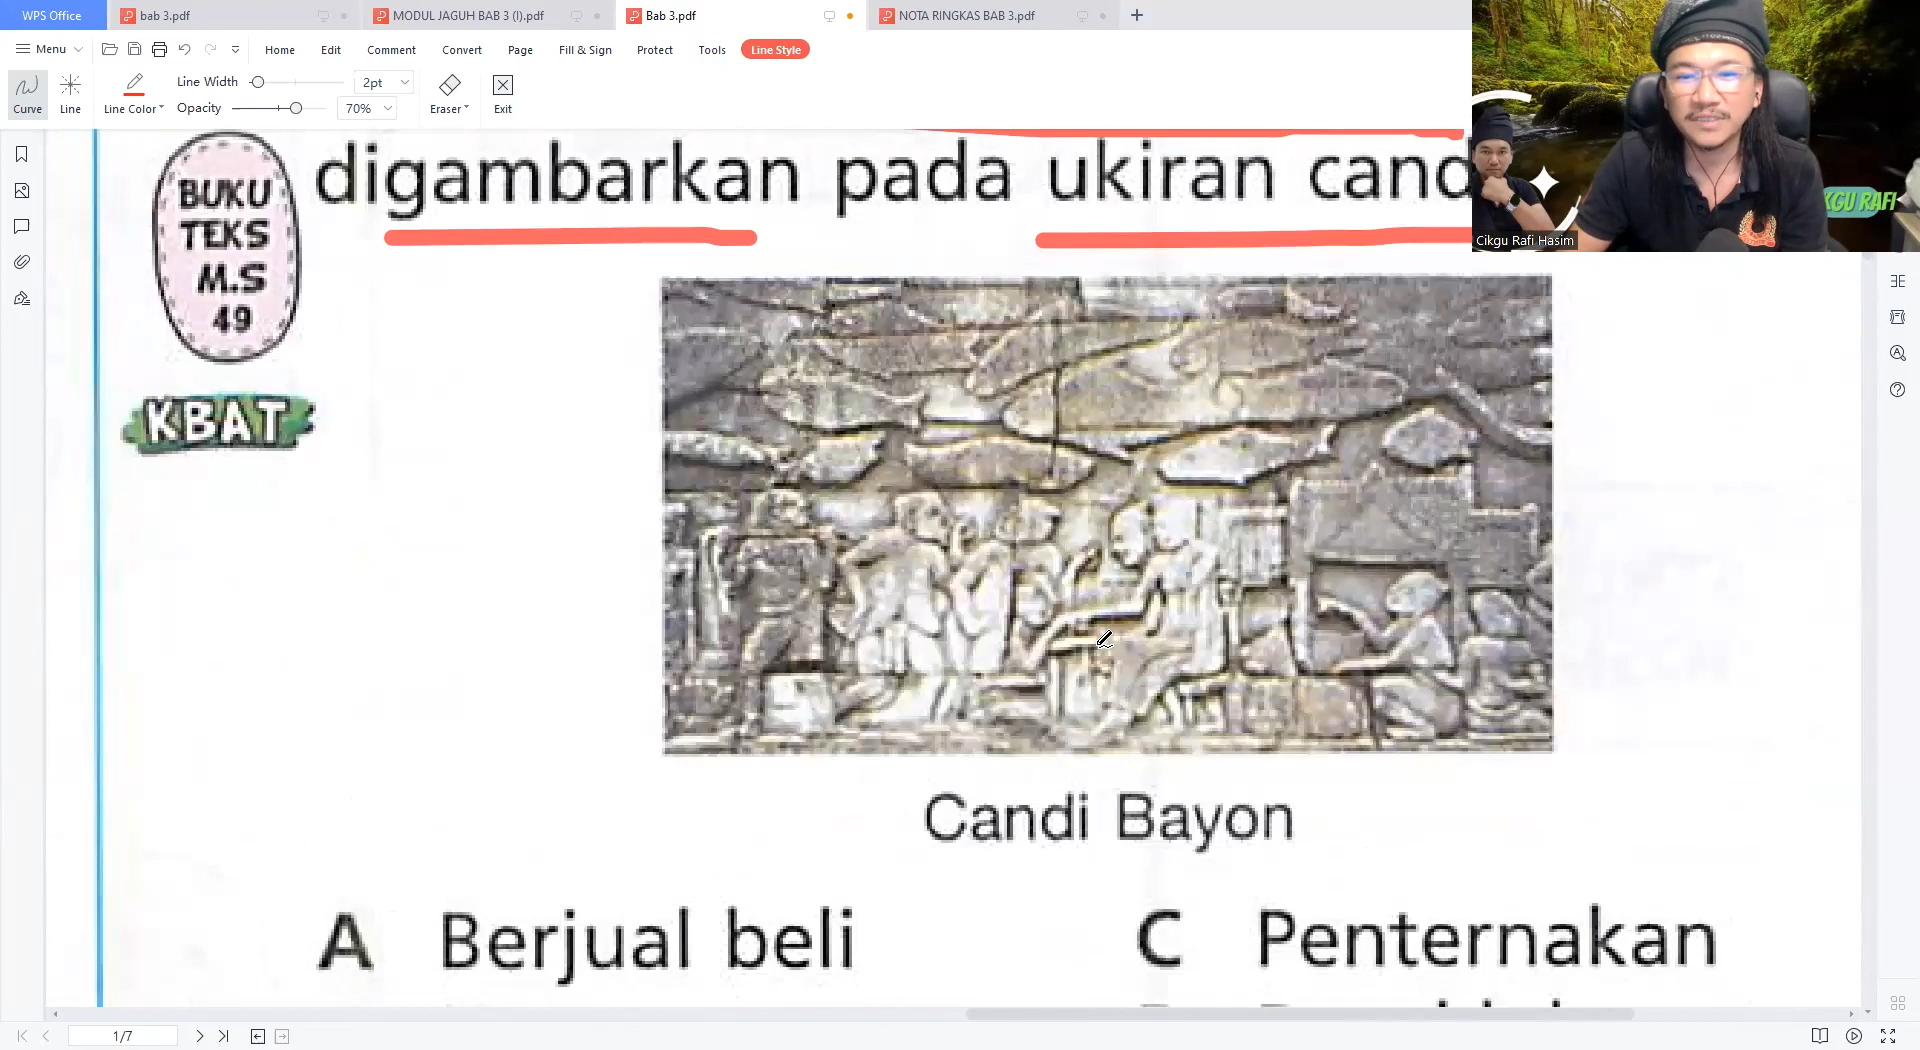 WPS Office
bab 3.pdf
MODUL JAGUH BAB 3 (I).pdf
Bab 3.pdf
NOTA RINGKAS BAB 3.pdf
Menu
Home
Edit
Comment
Convert
Page
Fill & Sign
Protect
Tools
Line Style
Curve
Line
Line Color
Line Width
2pt
Opacity
70%
Eraser
Exit
KGU RAFI
Cikgu Rafi Hasim
BUKU
TEKS
M.S
49
digambarkan pada ukiran cand
KBAT
Candi Bayon
A Berjual beli
C Penternakan
1/7